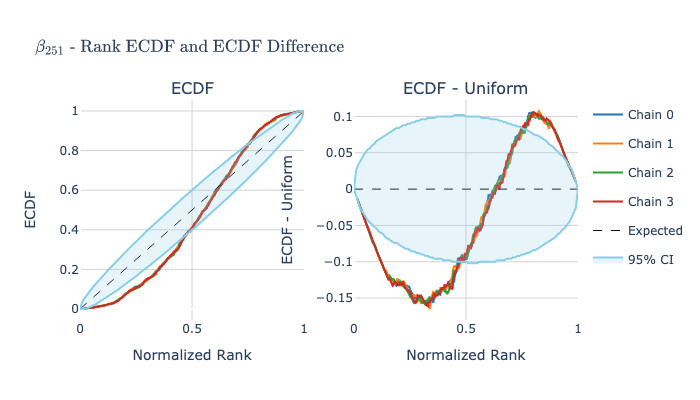 β251 - Rank ECDF and ECDF Difference
ECDF
ECDF - Uniform
1
0.8
0.6
0.4
0.2
0
ECDF
0
0.5
1
Normalized Rank
0.1
0.05
0
−0.05
−0.1
−0.15
ECDF - Uniform
0
0.5
1
Normalized Rank
Chain 0
Chain 1
Chain 2
Chain 3
Expected
95% CI